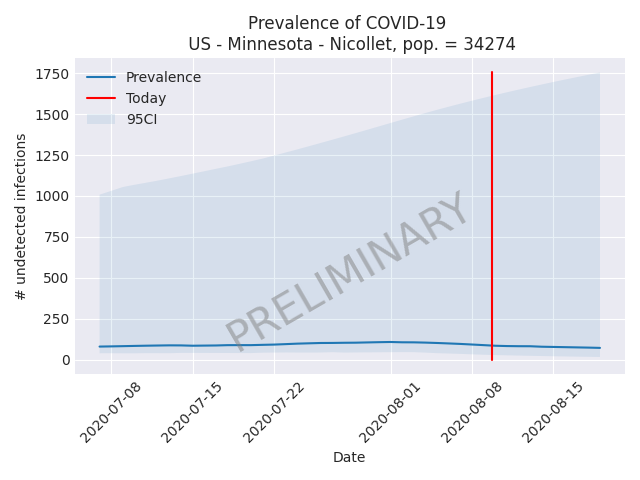 Prevalence of COVID-19
US - Minnesota - Nicollet, pop. = 34274
Prevalence
Today
95CI
1750
1500
1250
1000
750
500
250
0
# undetected infections
PRELIMINARY
2020-07-08
2020-07-15
2020-07-22
2020-08-01
2020-08-08
2020-08-15
Date